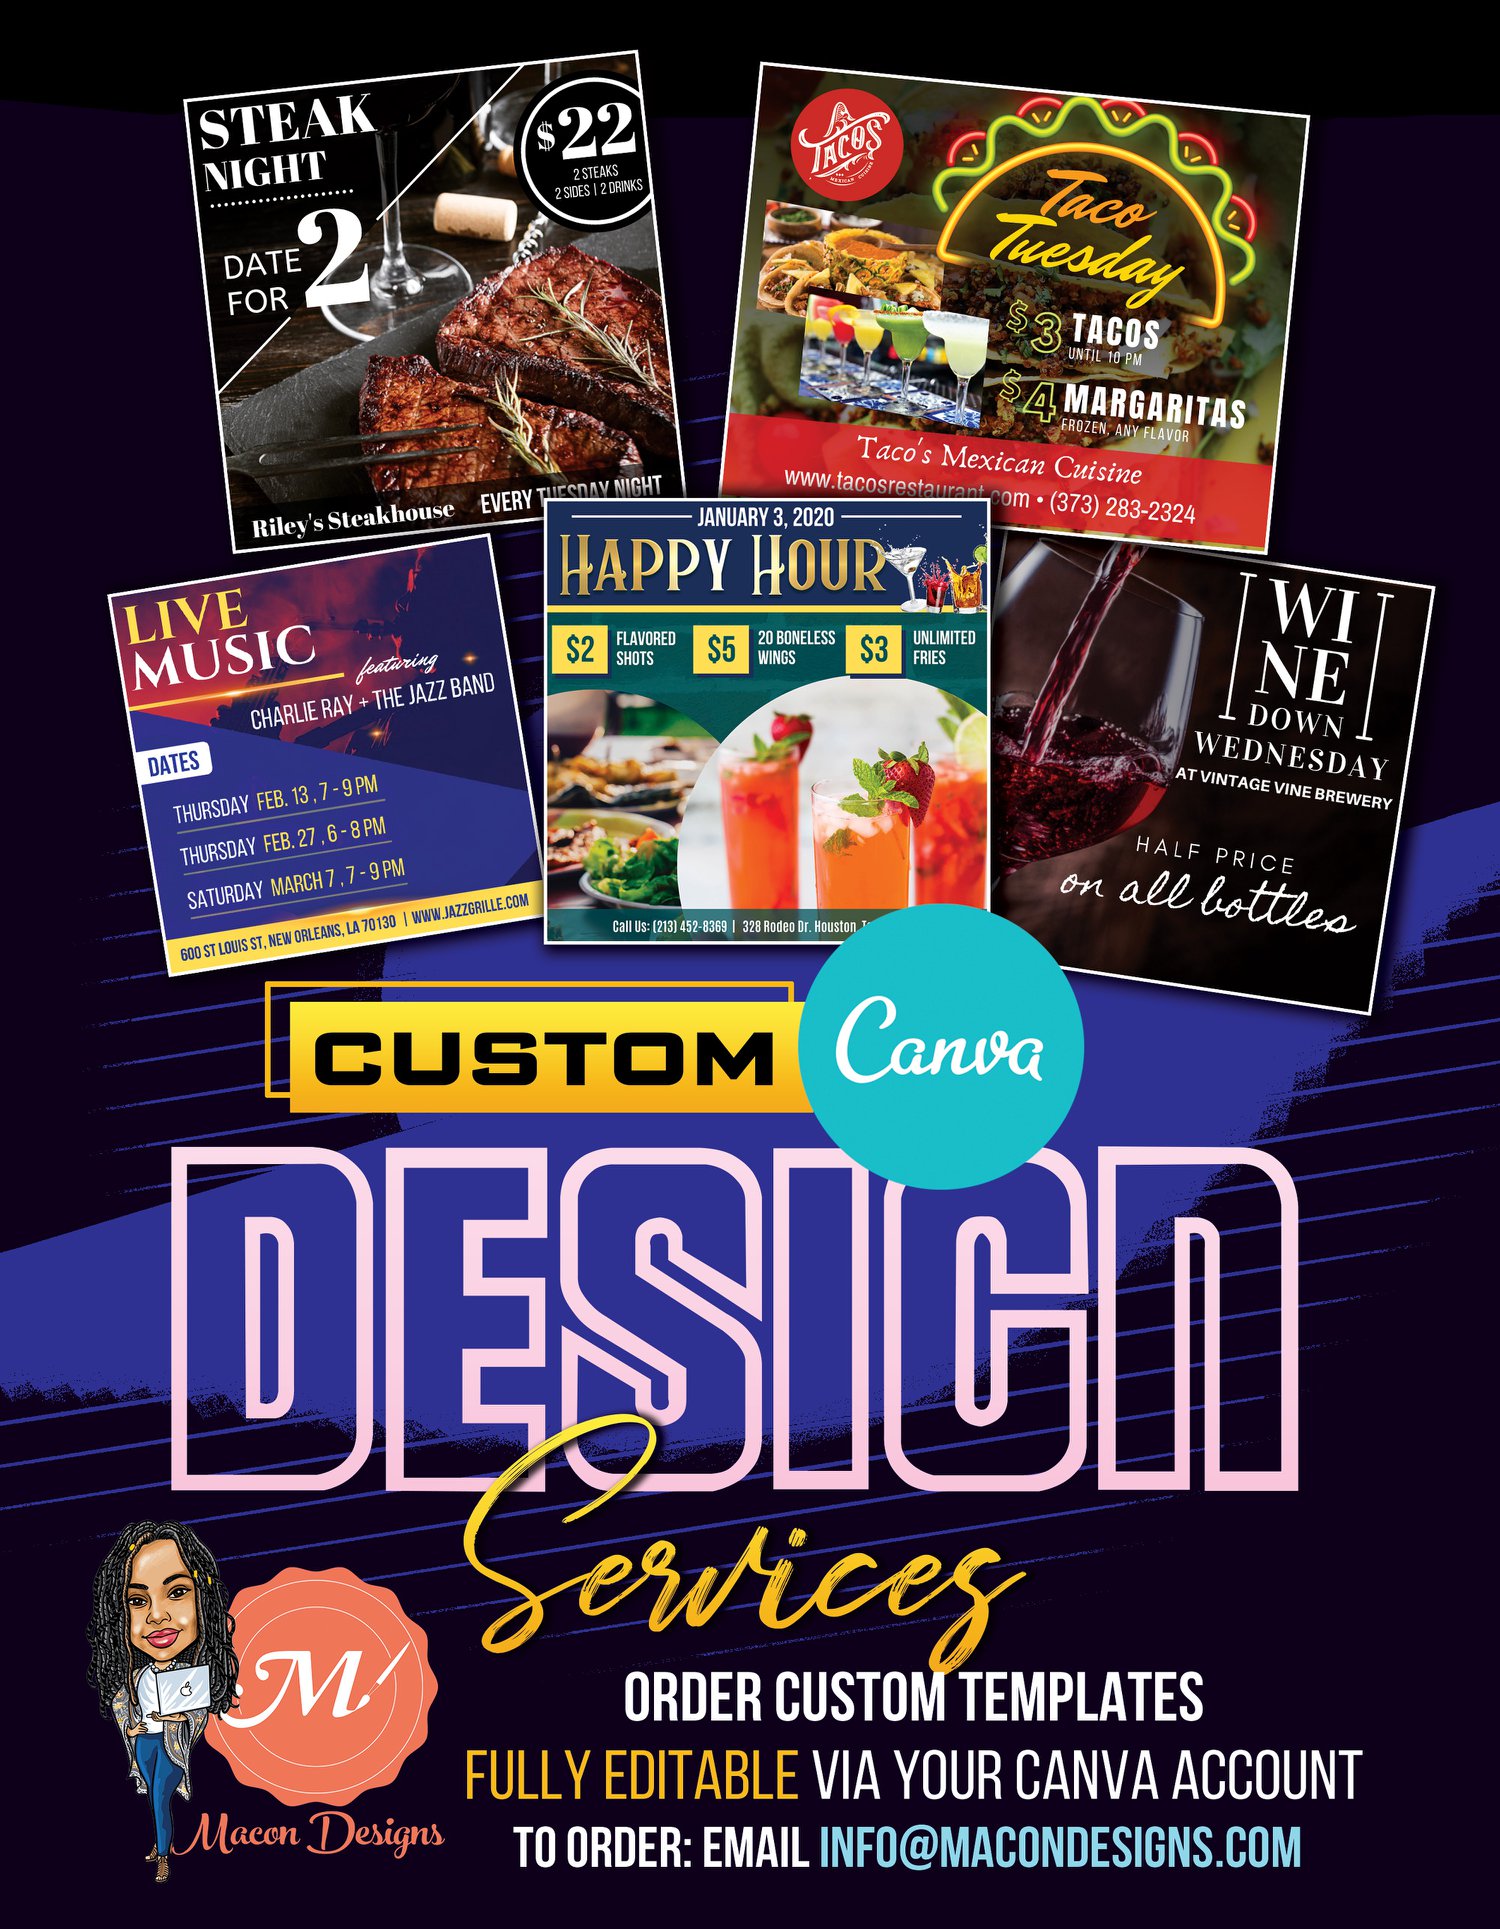 STEAK
NIGHT
DATE
FOR 2
$22
2 STEAKS
2 SIDES | 2 DRINKS
Riley's Steakhouse
EVERY TUESDAY NIGHT
TACOS
MEXICAN CUISINE
Taco
Tuesday
$3 TACOS
UNTIL 10 PM
$4 MARGARITAS
FROZEN, ANY FLAVOR
Taco's Mexican Cuisine
www.tacosrestaurant.com • (373) 283-2324
LIVE
MUSIC
featuring
CHARLIE RAY + THE JAZZ BAND
DATES
THURSDAY FEB. 13 , 7 - 9 PM
THURSDAY FEB. 27 , 6 - 8 PM
SATURDAY MARCH 7 , 7 - 9 PM
600 ST LOUIS ST, NEW ORLEANS, LA 70130 | WWW.JAZZGRILLE.COM
JANUARY 3, 2020
HAPPY HOUR
$2 FLAVORED
SHOTS
$5 20 BONELESS
WINGS
$3 UNLIMITED
FRIES
Call Us: (213) 452-8369 | 328 Rodeo Dr. Houston
WI
NE
DOWN
WEDNESDAY
AT VINTAGE VINE BREWERY
HALF PRICE
on all bottles
CUSTOM
Canva
DESIGN
Services
M
Macon Designs
ORDER CUSTOM TEMPLATES
FULLY EDITABLE VIA YOUR CANVA ACCOUNT
TO ORDER: EMAIL INFO@MACONDESIGNS.COM